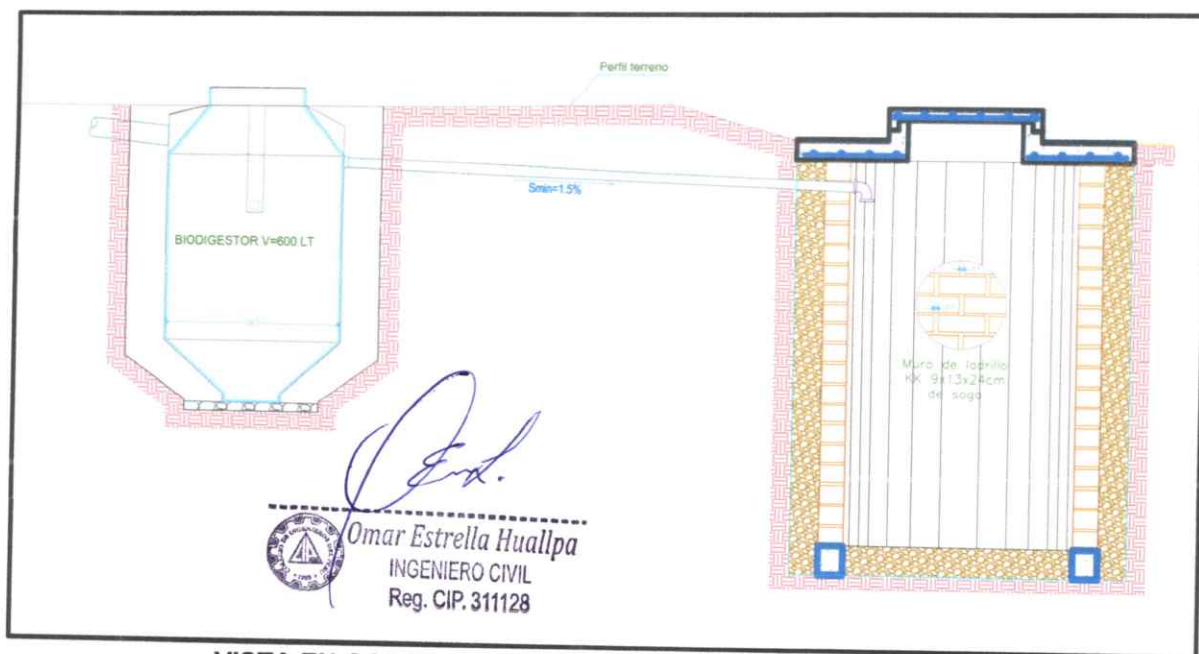 Perfil terreno
Smin=1.5%
BIODIGESTOR V=600 LT
Muro de ladrillo
KK 9x13x24cm
de soga
Omar Estrella Huallpa
INGENIERO CIVIL
Reg. CIP. 311128